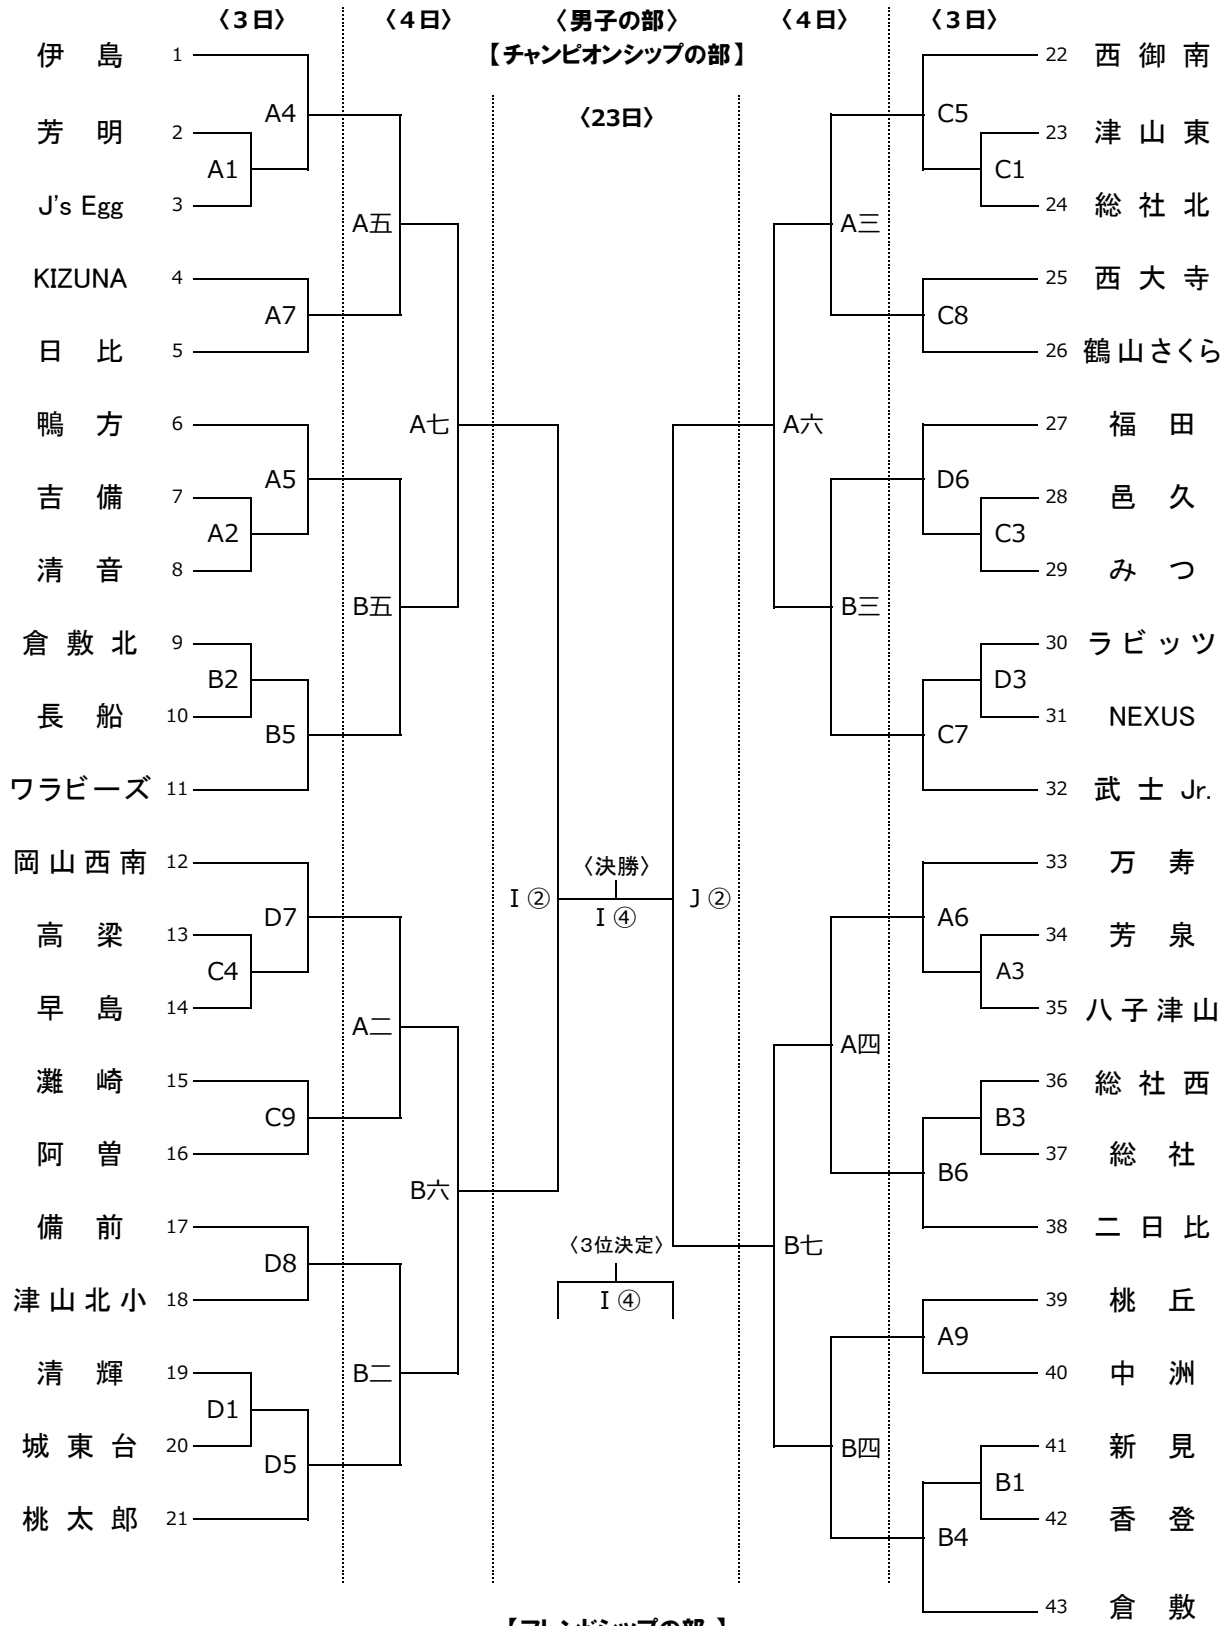 〈３日〉 〈４日〉 〈男子の部〉 〈４日〉 〈３日〉
【チャンピオンシップの部】
〈23日〉
伊島 1
芳明 2
J's Egg 3
KIZUNA 4
日比 5
鴨方 6
吉備 7
清音 8
倉敷北 9
長船 10
ワラビーズ 11
岡山西南 12
高梁 13
早島 14
灘崎 15
阿曽 16
備前 17
津山北小 18
清輝 19
城東台 20
桃太郎 21
A4
A1
A7
A5
A2
B2
B5
D7
C4
C9
D8
D1
D5
A五
B五
A二
B二
A七
B六
I ②
〈決勝〉
I ④
J ②
〈3位決定〉
I ④
A六
B七
A三
B三
A四
B四
C5
C1
C8
D6
C3
D3
C7
A6
A3
B3
B6
A9
B1
B4
22 西御南
23 津山東
24 総社北
25 西大寺
26 鶴山さくら
27 福田
28 邑久
29 みつ
30 ラビッツ
31 NEXUS
32 武士 Jr.
33 万寿
34 芳泉
35 八子津山
36 総社西
37 総社
38 二日比
39 桃丘
40 中洲
41 新見
42 香登
43 倉敷
【フレンドシップの部 】